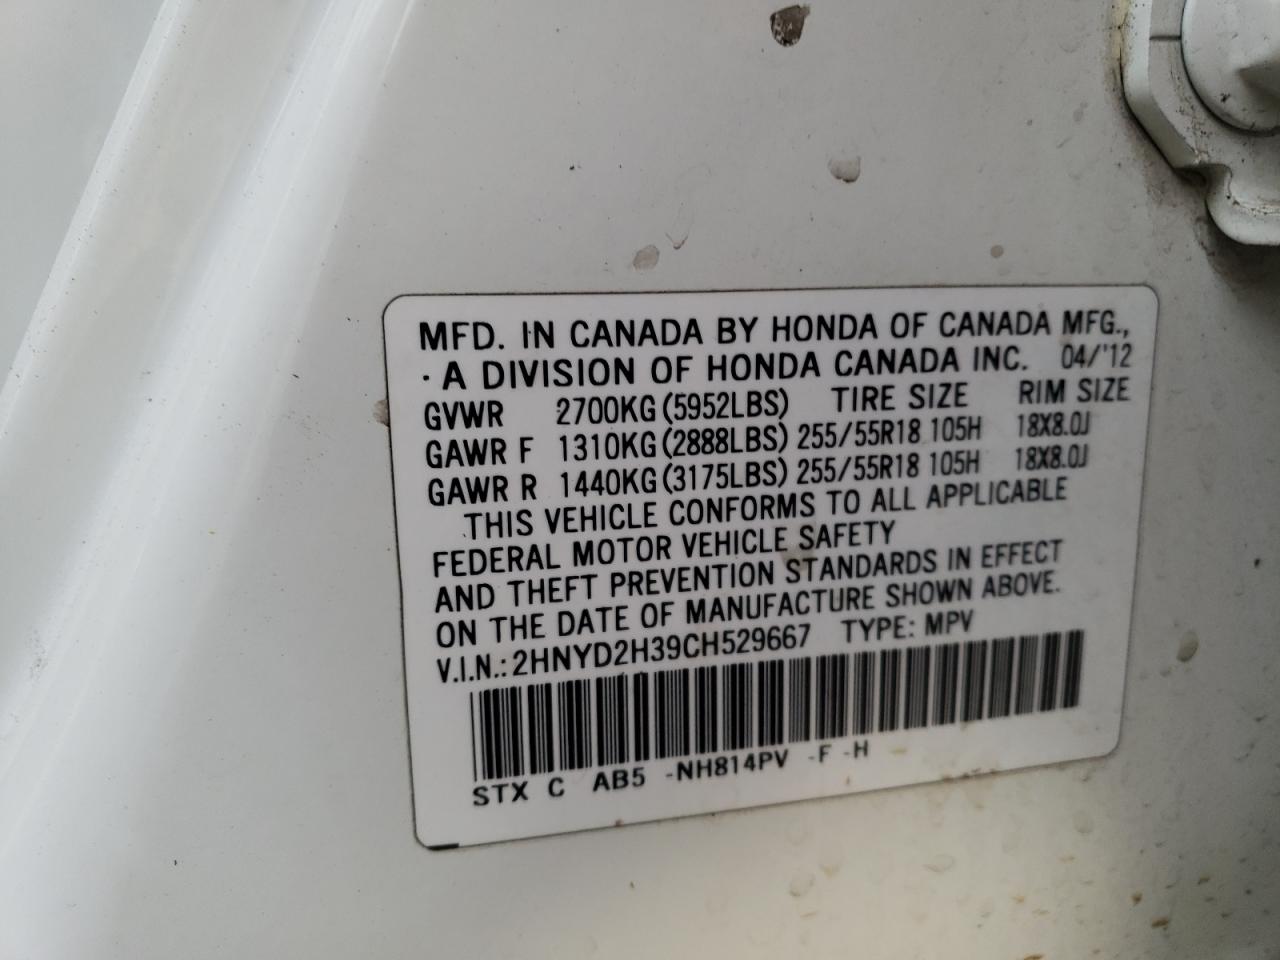 MFD. IN CANADA BY HONDA OF CANADA MFG.,
· A DIVISION OF HONDA CANADA INC. 04/'12
GVWR 2700KG (5952LBS) TIRE SIZE RIM SIZE
GAWR F 1310KG (2888LBS) 255/55R18 105H 18X8.0J
GAWR R 1440KG (3175LBS) 255/55R18 105H 18X8.0J
THIS VEHICLE CONFORMS TO ALL APPLICABLE
FEDERAL MOTOR VEHICLE SAFETY
AND THEFT PREVENTION STANDARDS IN EFFECT
ON THE DATE OF MANUFACTURE SHOWN ABOVE.
V.I.N.: 2HNYD2H39CH529667 TYPE: MPV
STX C AB5 -NH814PV -F -H